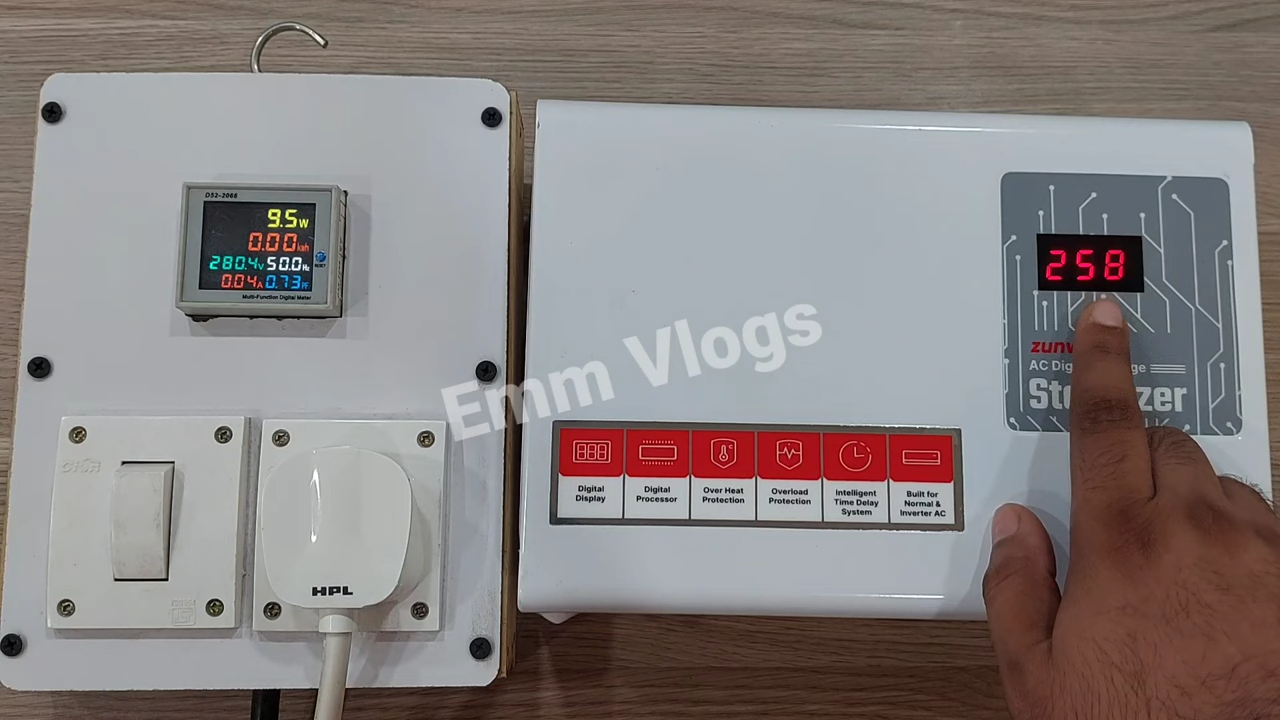 D52-2066
9.5W
0.00kwh
280.4V 50.0Hz
RESET
0.04A 0.73PF
Multi-Function Digital Meter
HPL
Emm Vlogs
258
AC
Digital Display
Digital Processor
Over Heat Protection
Overload Protection
Intelligent Time Delay System
Built for Normal & Inverter AC